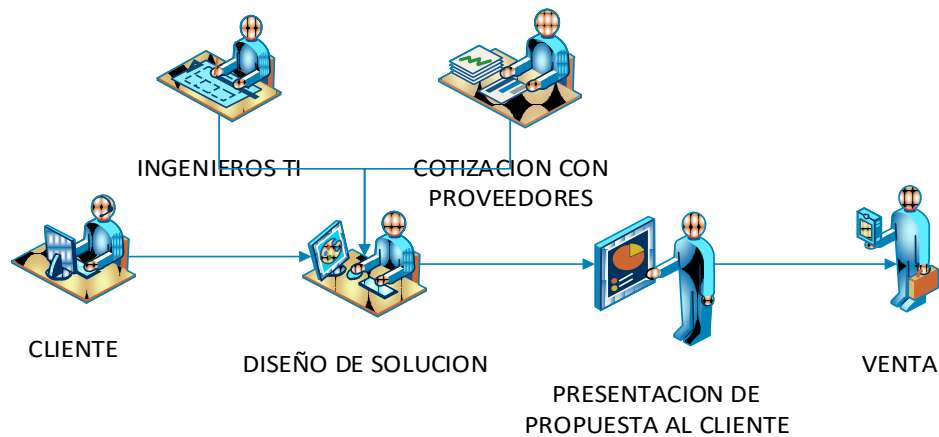 INGENIEROS TI
COTIZACION CON
PROVEEDORES
CLIENTE
DISEÑO DE SOLUCION
PRESENTACION DE
PROPUESTA AL CLIENTE
VENTA